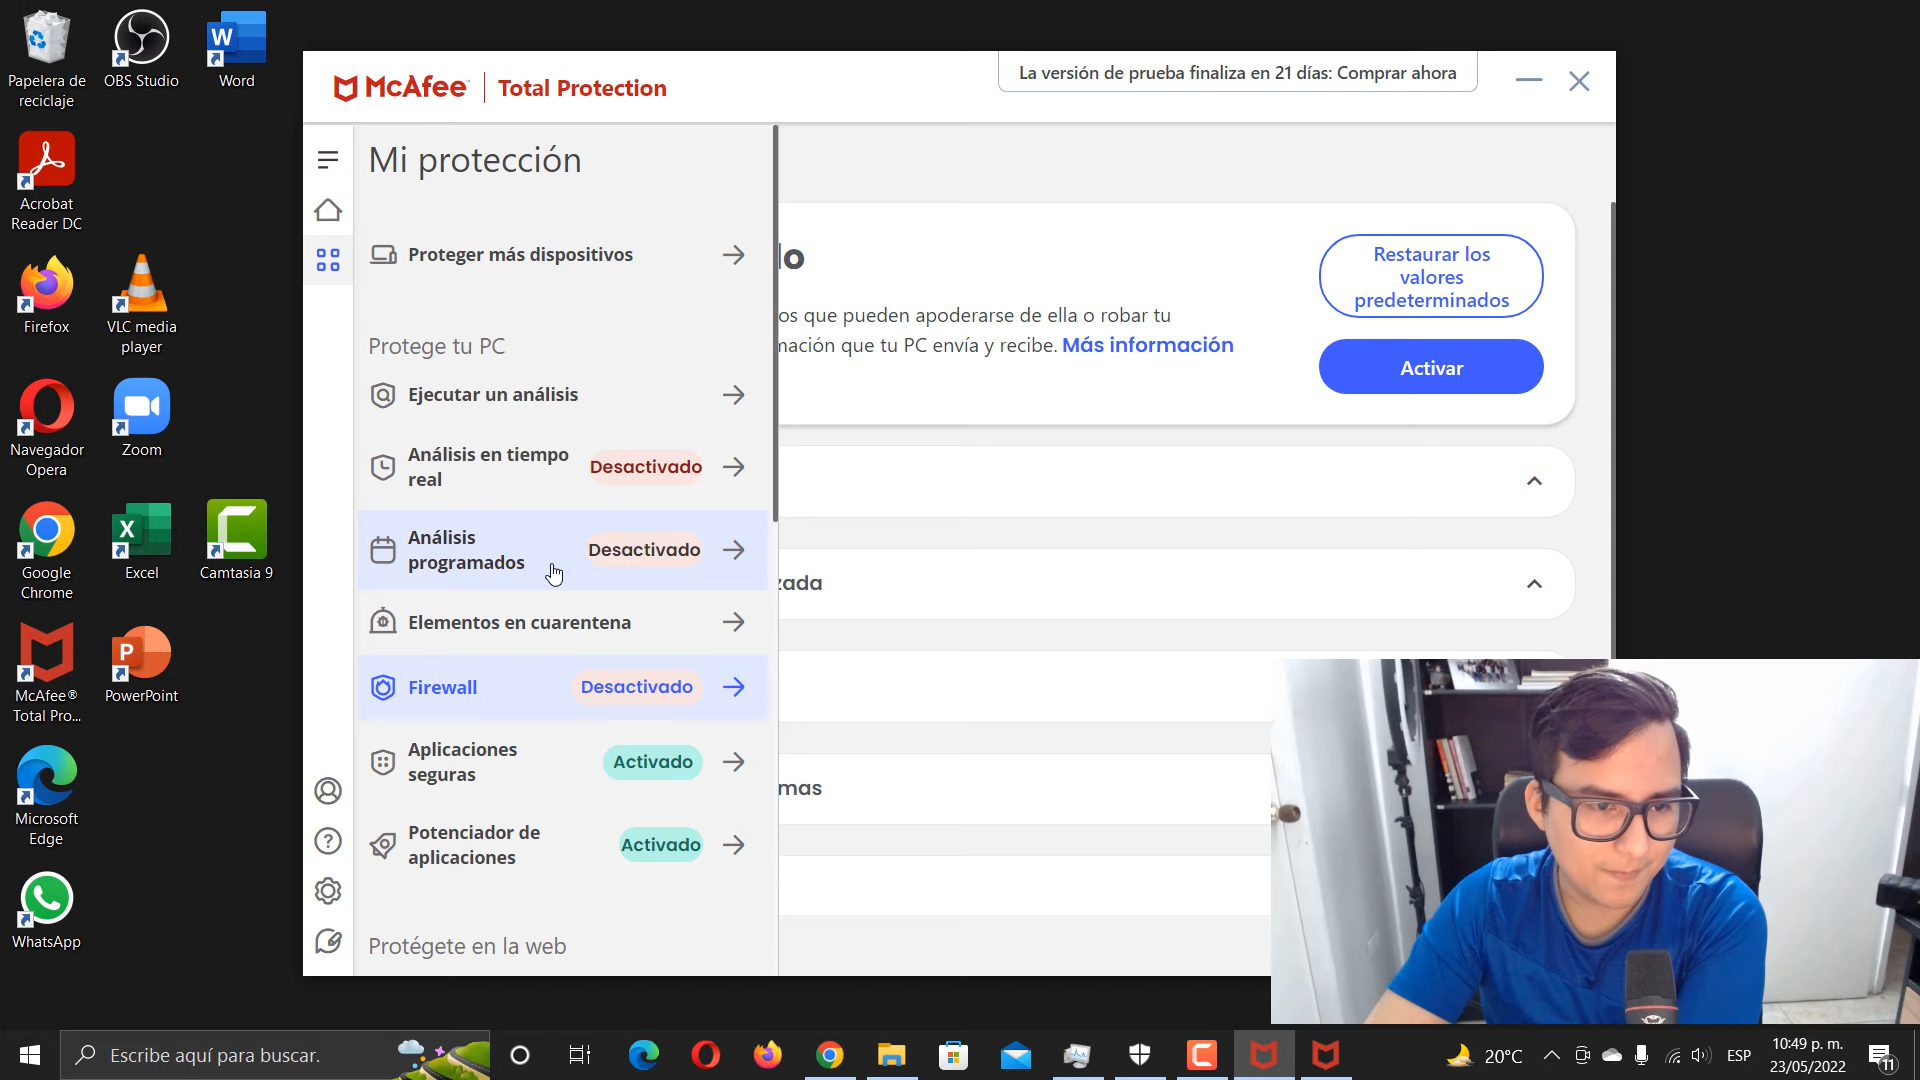 Papelera de
reciclaje
OBS Studio
Word
Acrobat
Reader DC
Firefox
VLC media
player
Navegador
Opera
Zoom
Google
Chrome
Excel
Camtasia 9
McAfee®
Total Pro...
PowerPoint
Microsoft
Edge
WhatsApp
McAfee™ Total Protection
La versión de prueba finaliza en 21 días: Comprar ahora
Mi protección
Proteger más dispositivos
Protege tu PC
Ejecutar un análisis
Análisis en tiempo
real
Desactivado
Análisis
programados
Desactivado
Elementos en cuarentena
Firewall
Desactivado
Aplicaciones
seguras
Activado
Potenciador de
aplicaciones
Activado
Protégete en la web
do
os que pueden apoderarse de ella o robar tu
mación que tu PC envía y recibe. Más información
Restaurar los
valores
predeterminados
Activar
zada
mas
Escribe aquí para buscar.
20°C
ESP
10:49 p. m.
23/05/2022
11